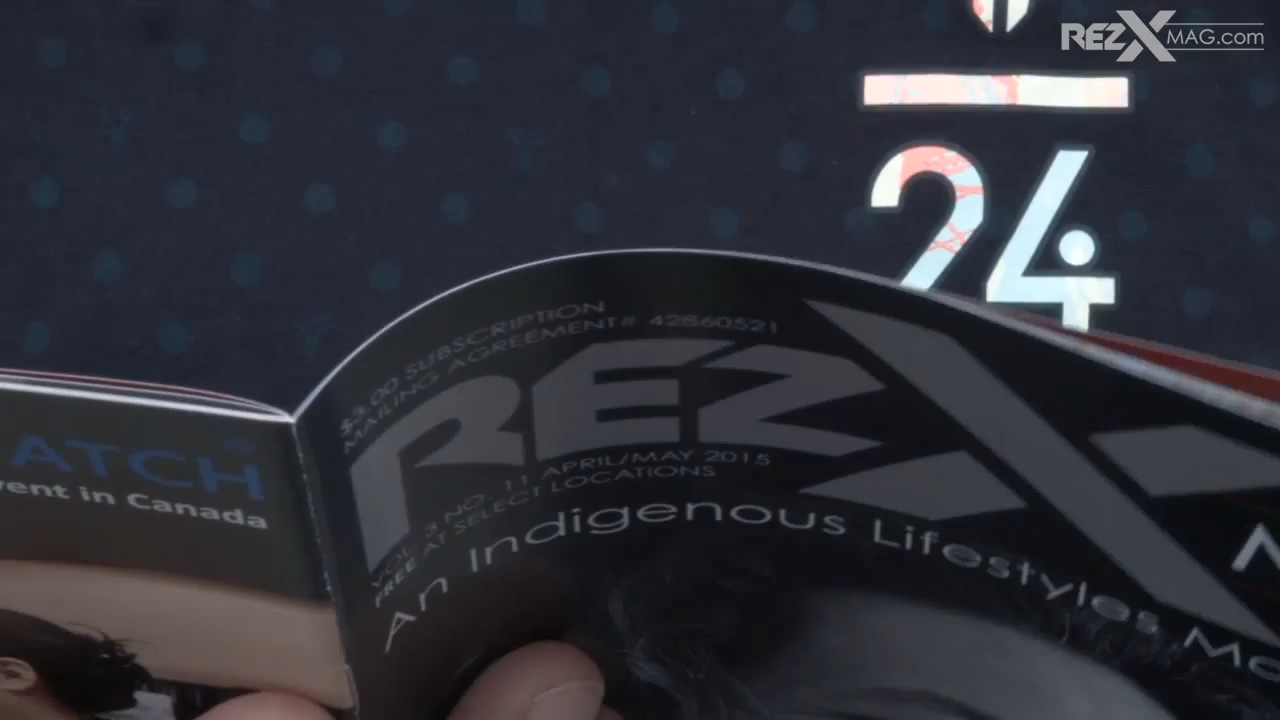 REZXMAG.com
24
$3.00 SUBSCRIPTION
MAILING AGREEMENT# 42860521
REZX
VOL. 3 NO. 11 APRIL/MAY 2015
FREE AT SELECT LOCATIONS
An Indigenous Lifestyles
ATCH
in Canada